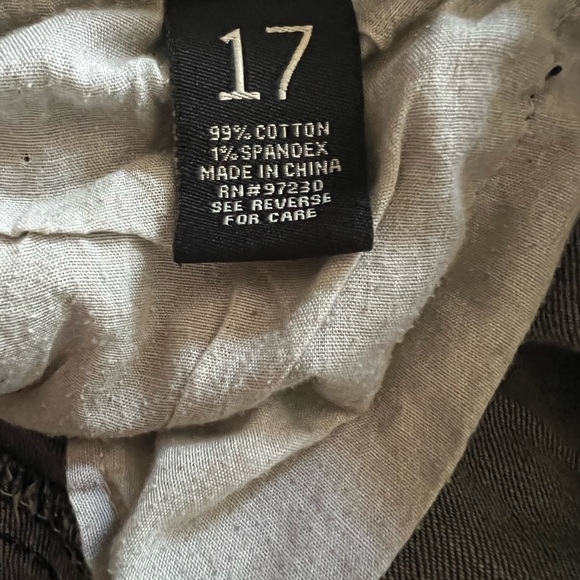 17
99% COTTON
1% SPANDEX
MADE IN CHINA
RN#97230
SEE REVERSE
FOR CARE